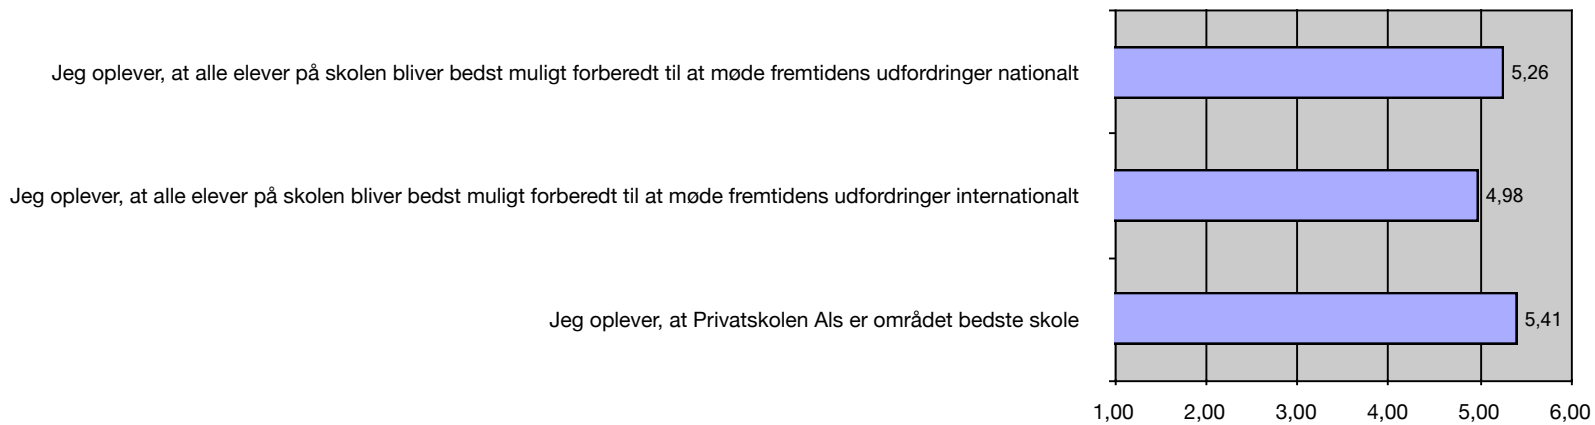 Jeg oplever, at alle elever på skolen bliver bedst muligt forberedt til at møde fremtidens udfordringer nationalt
5,26
Jeg oplever, at alle elever på skolen bliver bedst muligt forberedt til at møde fremtidens udfordringer internationalt
4,98
Jeg oplever, at Privatskolen Als er området bedste skole
5,41
1,00 2,00 3,00 4,00 5,00 6,00